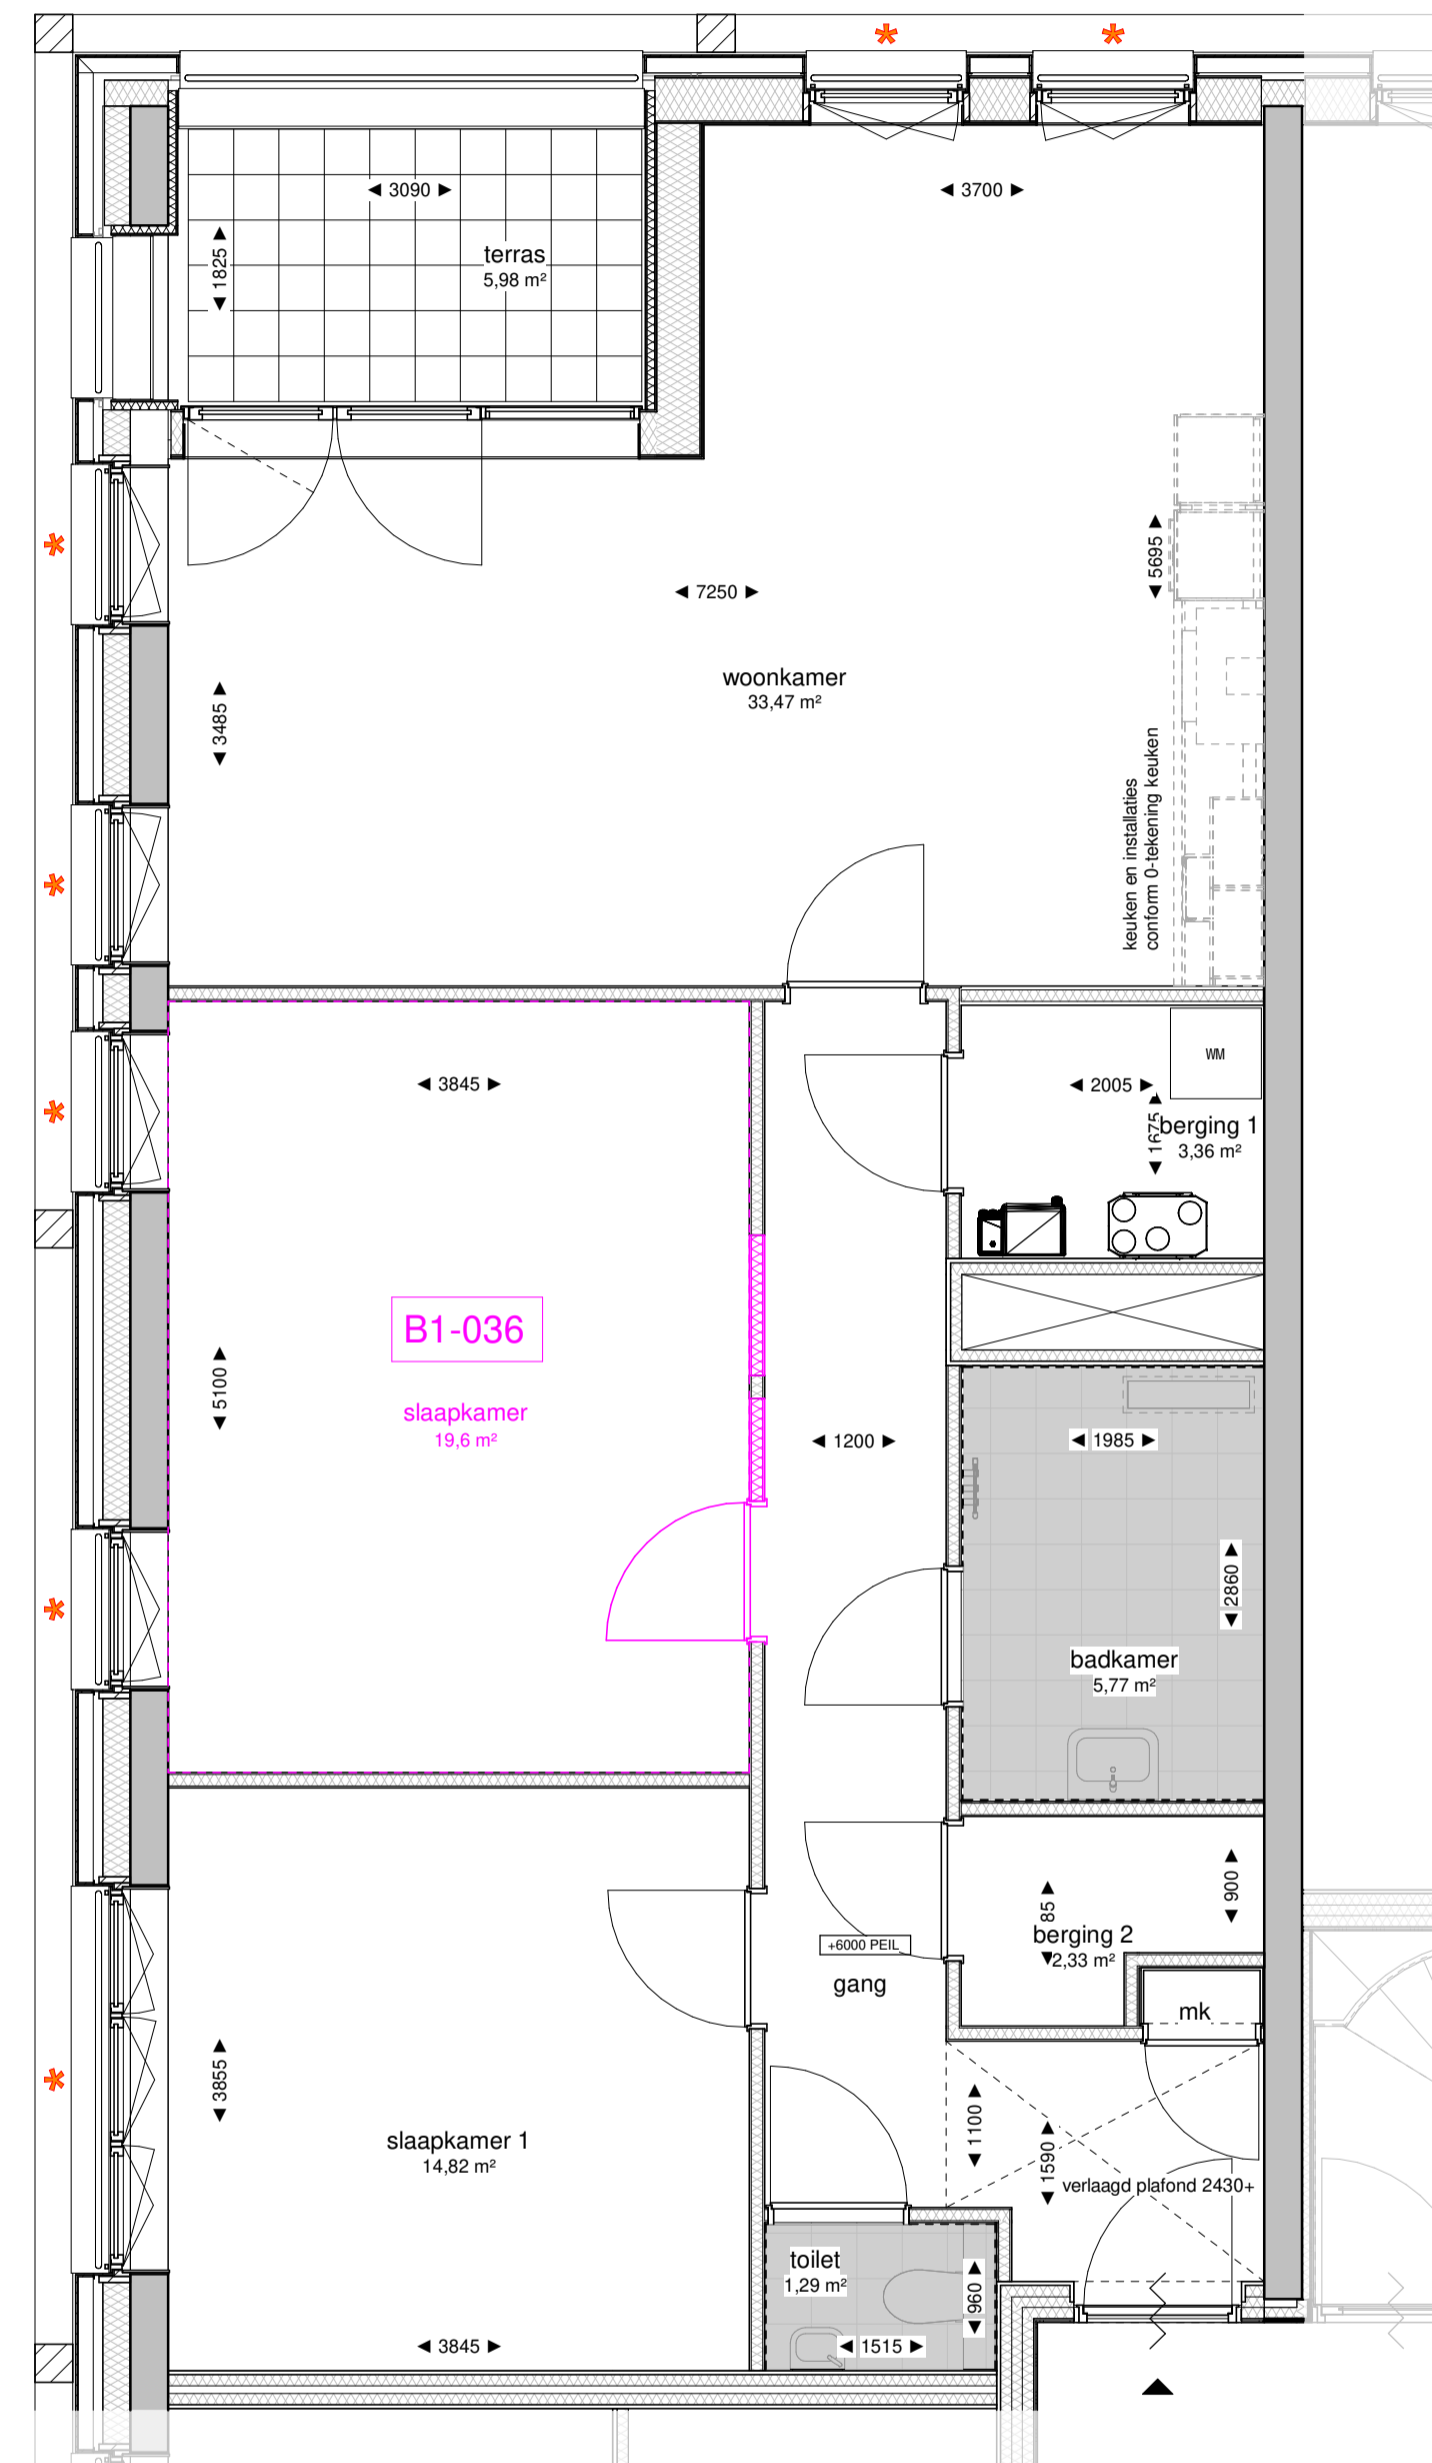 * *
◄ 3090 ►
◄ 3700 ►
terras
5,98 m²
◄ 1825 ►
*
◄ 5695 ►
◄ 7250 ►
woonkamer
33,47 m²
◄ 3485 ►
keuken en installaties
conform 0-tekening keuken
*
◄ 3845 ►
WM
◄ 2005 ►
◄ 1675 ►
berging 1
3,36 m²
*
B1-036
slaapkamer
19,6 m²
◄ 5100 ►
◄ 1200 ►
◄ 1985 ►
◄ 2860 ►
*
badkamer
5,77 m²
◄ 900 ►
85 ►
berging 2
2,33 m²
+6000 PEIL
gang
mk
*
◄ 3855 ►
slaapkamer 1
14,82 m²
◄ 1100 ►
◄ 1590 ►
verlaagd plafond 2430+
toilet
1,29 m²
◄ 960 ►
◄ 1515 ►
◄ 3845 ►